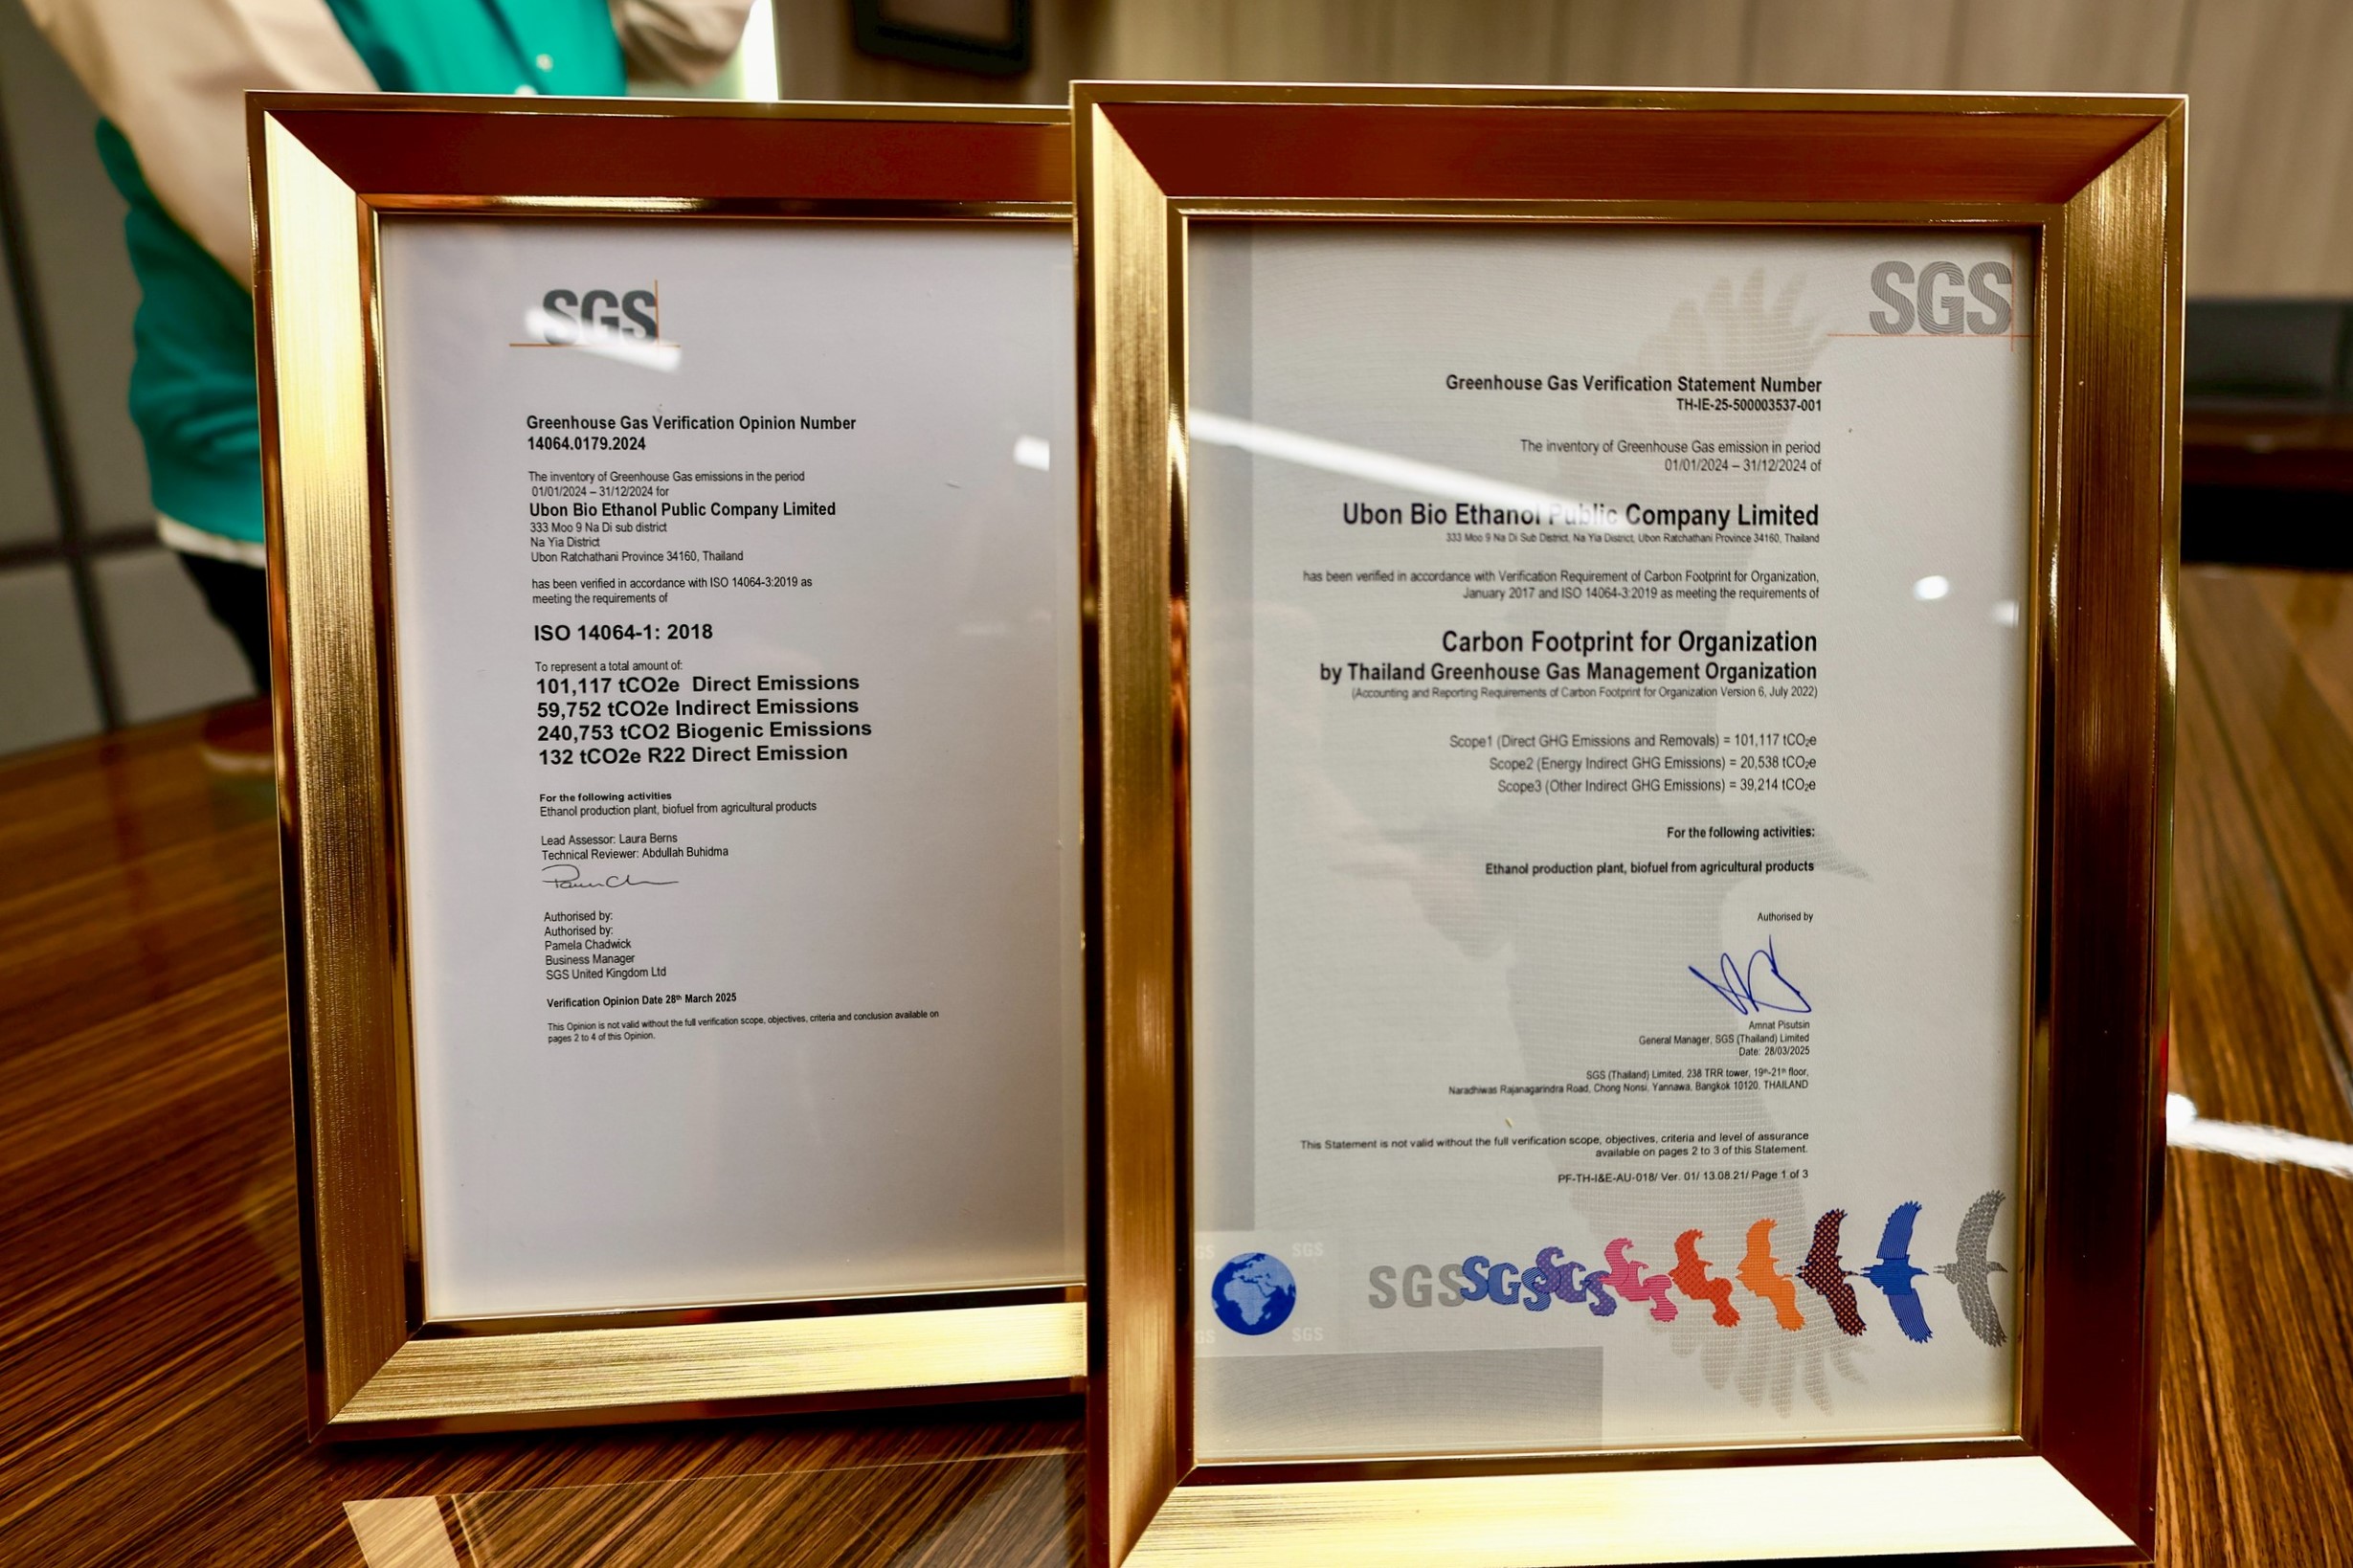 SGS
Greenhouse Gas Verification Opinion Number
14064.0179.2024
The inventory of Greenhouse Gas emissions in the period
01/01/2024 – 31/12/2024 for
Ubon Bio Ethanol Public Company Limited
333 Moo 9 Na Di sub district
Na Yia District
Ubon Ratchathani Province 34160, Thailand
has been verified in accordance with ISO 14064-3:2019 as
meeting the requirements of
ISO 14064-1: 2018
To represent a total amount of:
101,117 tCO2e Direct Emissions
59,752 tCO2e Indirect Emissions
240,753 tCO2 Biogenic Emissions
132 tCO2e R22 Direct Emission
For the following activities
Ethanol production plant, biofuel from agricultural products
Lead Assessor: Laura Berns
Technical Reviewer: Abdullah Buhidma
Authorised by:
Authorised by:
Pamela Chadwick
Business Manager
SGS United Kingdom Ltd
Verification Opinion Date 28th March 2025
This Opinion is not valid without the full verification scope, objectives, criteria and conclusion available on
pages 2 to 4 of this Opinion.
SGS
Greenhouse Gas Verification Statement Number
TH-IE-25-500003537-001
The inventory of Greenhouse Gas emission in period
01/01/2024 – 31/12/2024 of
Ubon Bio Ethanol Public Company Limited
333 Moo 9 Na Di Sub District, Na Yia District, Ubon Ratchathani Province 34160, Thailand
has been verified in accordance with Verification Requirement of Carbon Footprint for Organization,
January 2017 and ISO 14064-3:2019 as meeting the requirements of
Carbon Footprint for Organization
by Thailand Greenhouse Gas Management Organization
(Accounting and Reporting Requirements of Carbon Footprint for Organization Version 6, July 2022)
Scope1 (Direct GHG Emissions and Removals) = 101,117 tCO₂e
Scope2 (Energy Indirect GHG Emissions) = 20,538 tCO₂e
Scope3 (Other Indirect GHG Emissions) = 39,214 tCO₂e
For the following activities:
Ethanol production plant, biofuel from agricultural products
Authorised by
Amnat Pisutsin
General Manager, SGS (Thailand) Limited
Date: 28/03/2025
SGS (Thailand) Limited, 238 TRR tower, 19th-21th floor,
Naradhiwas Rajanagarindra Road, Chong Nonsi, Yannawa, Bangkok 10120, THAILAND
This Statement is not valid without the full verification scope, objectives, criteria and level of assurance
available on pages 2 to 3 of this Statement.
PF-TH-I&E-AU-018/ Ver. 01/ 13.08.21/ Page 1 of 3
GS SGS
SGS SGS SGS
GS SGS